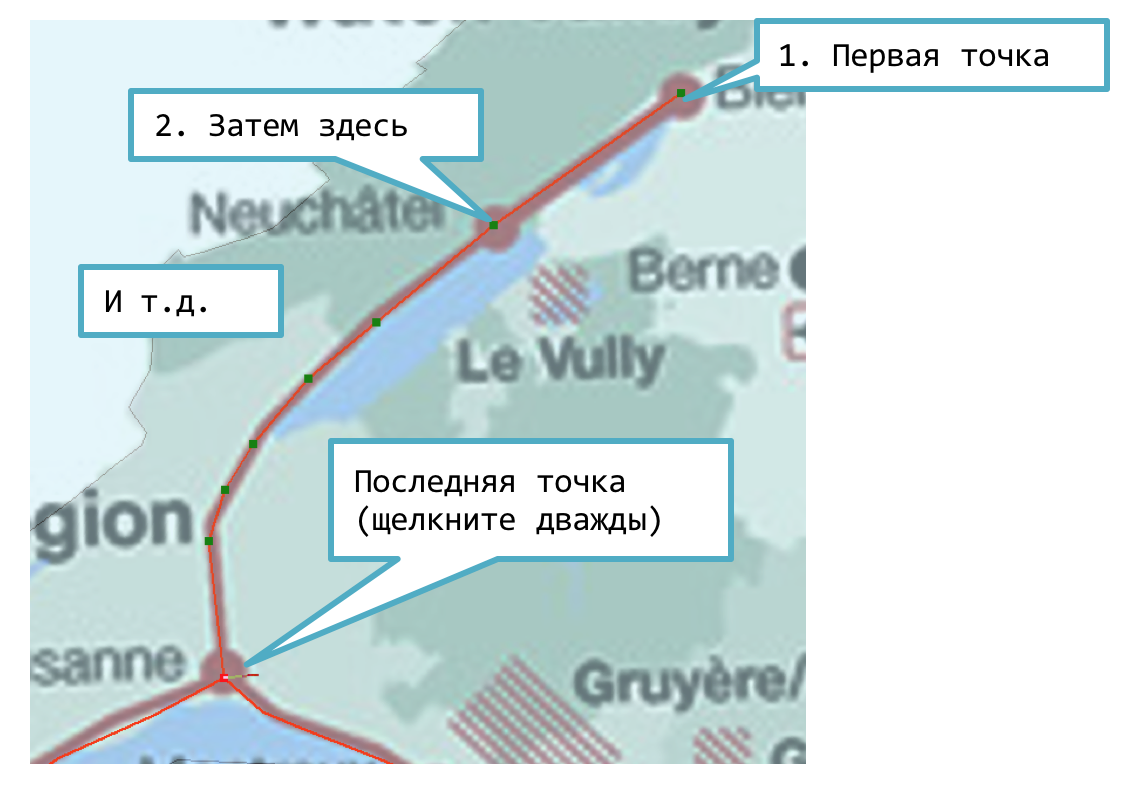 1. Первая точка
2. Затем здесь
Neuchâtel
И т.д.
Berne
Le Vully
Последняя точка
(щелкните дважды)
gion
sanne
Gruyère/